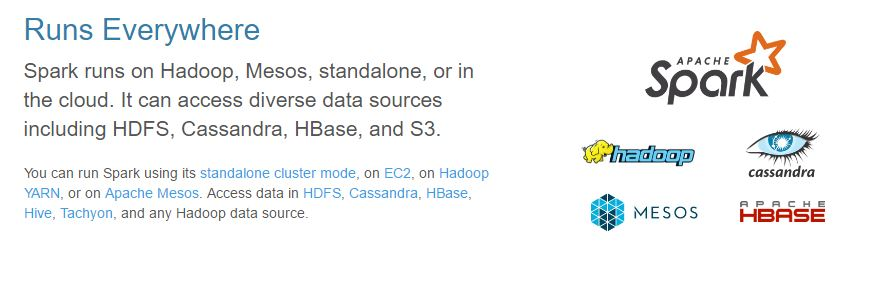 Runs Everywhere
Spark runs on Hadoop, Mesos, standalone, or in
the cloud. It can access diverse data sources
including HDFS, Cassandra, HBase, and S3.
You can run Spark using its standalone cluster mode, on EC2, on Hadoop
YARN, or on Apache Mesos. Access data in HDFS, Cassandra, HBase,
Hive, Tachyon, and any Hadoop data source.
APACHE
Spark
hadoop
cassandra
MESOS
APACHE
HBASE